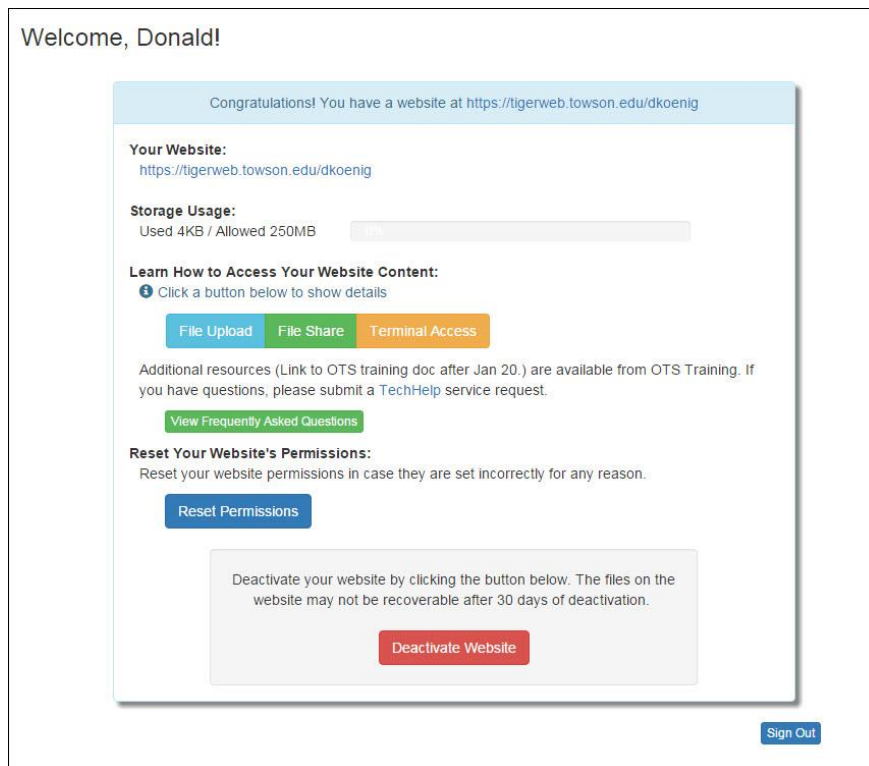 Welcome, Donald!
Congratulations! You have a website at https://tigerweb.towson.edu/dkoenig
Your Website:
https://tigerweb.towson.edu/dkoenig
Storage Usage:
Used 4KB / Allowed 250MB 0%
Learn How to Access Your Website Content:
Click a button below to show details
File Upload File Share Terminal Access
Additional resources (Link to OTS training doc after Jan 20.) are available from OTS Training. If
you have questions, please submit a TechHelp service request.
View Frequently Asked Questions
Reset Your Website's Permissions:
Reset your website permissions in case they are set incorrectly for any reason.
Reset Permissions
Deactivate your website by clicking the button below. The files on the
website may not be recoverable after 30 days of deactivation.
Deactivate Website
Sign Out